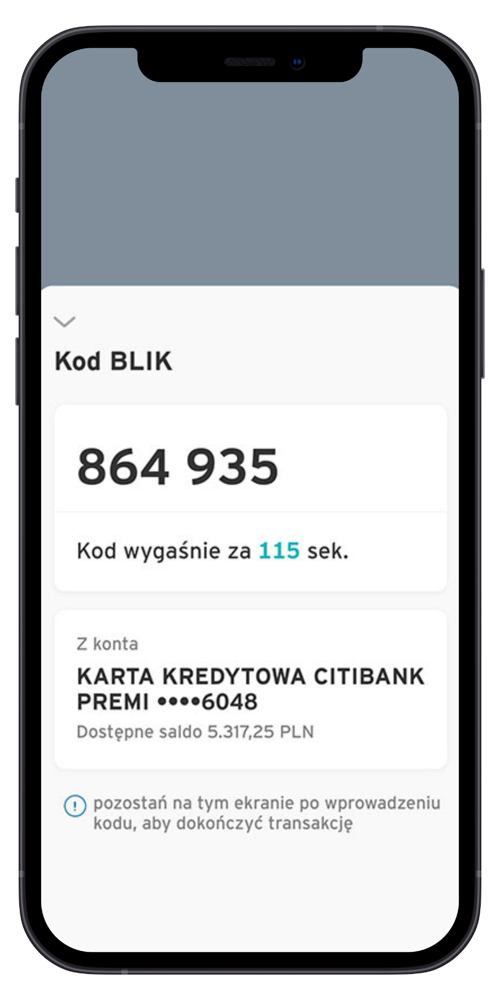 Kod BLIK
864 935
Kod wygaśnie za 115 sek.
Z konta
KARTA KREDYTOWA CITIBANK
PREMI ••••6048
Dostępne saldo 5.317,25 PLN
pozostań na tym ekranie po wprowadzeniu
kodu, aby dokończyć transakcję